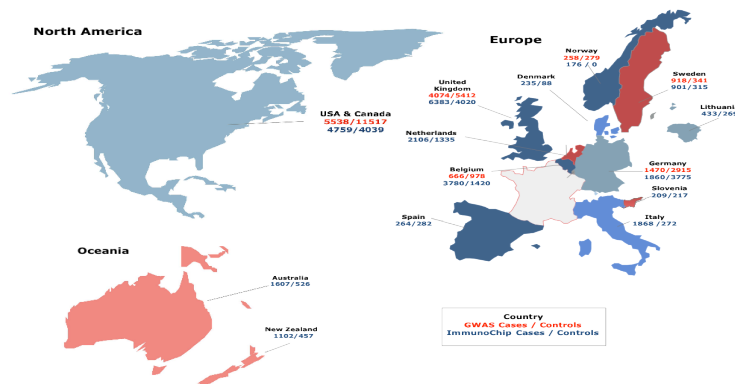 North America
USA & Canada
5538/11517
4759/4039
Europe
Norway
258/279
176 / 0
Denmark
235/88
Sweden
918/341
901/315
United
Kingdom
4074/5412
6383/4020
Lithuania
433/269
Netherlands
2106/1335
Belgium
666/978
3780/1420
Germany
1470/2915
1860/3775
Slovenia
209/217
Spain
264/282
Italy
1868 / 272
Oceania
Australia
1607/526
New Zealand
1102/457
Country
GWAS Cases / Controls
ImmunoChip Cases / Controls